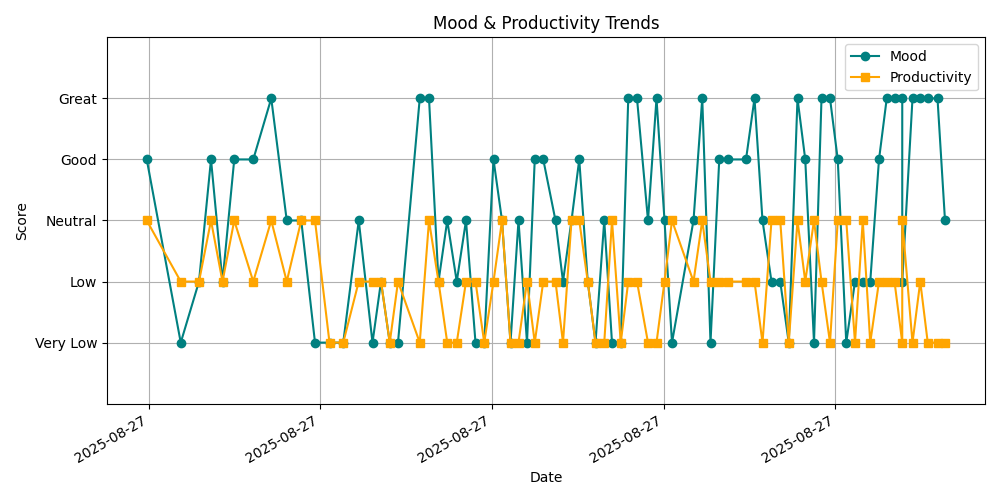 Mood & Productivity Trends
Mood
Productivity
Great
Good
Neutral
Low
Very Low
Score
2025-08-27
2025-08-27
2025-08-27
2025-08-27
2025-08-27
Date